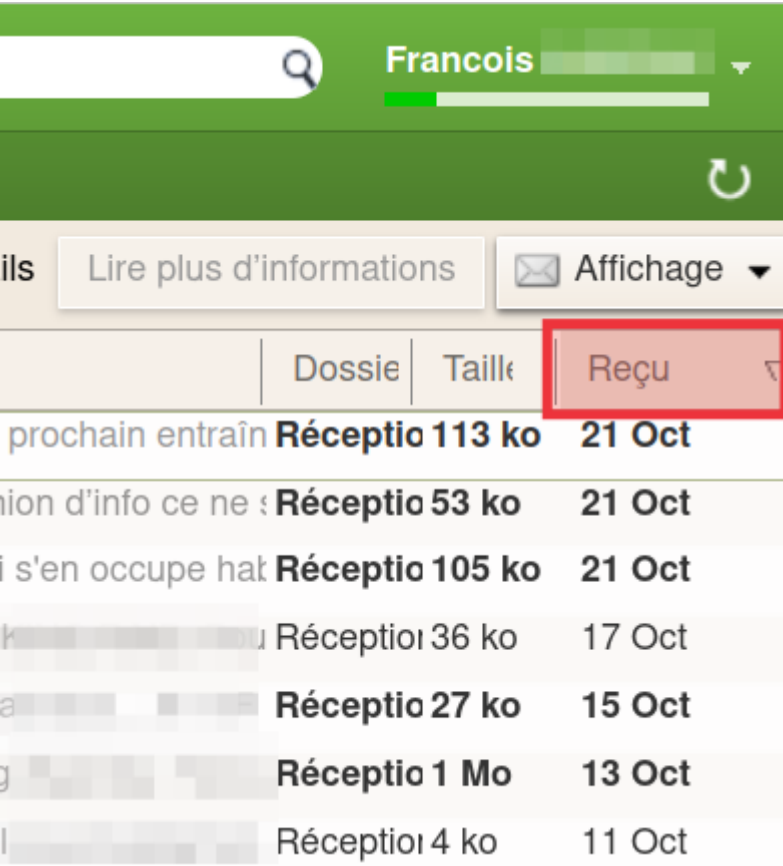 Francois
ils Lire plus d'informations Affichage
Dossie Taille Reçu
prochain entraîn Réceptio 113 ko 21 Oct
nion d'info ce ne s Réceptio 53 ko 21 Oct
i s'en occupe hab Réceptio 105 ko 21 Oct
Réception 36 ko 17 Oct
Réceptio 27 ko 15 Oct
Réceptio 1 Mo 13 Oct
Réception 4 ko 11 Oct